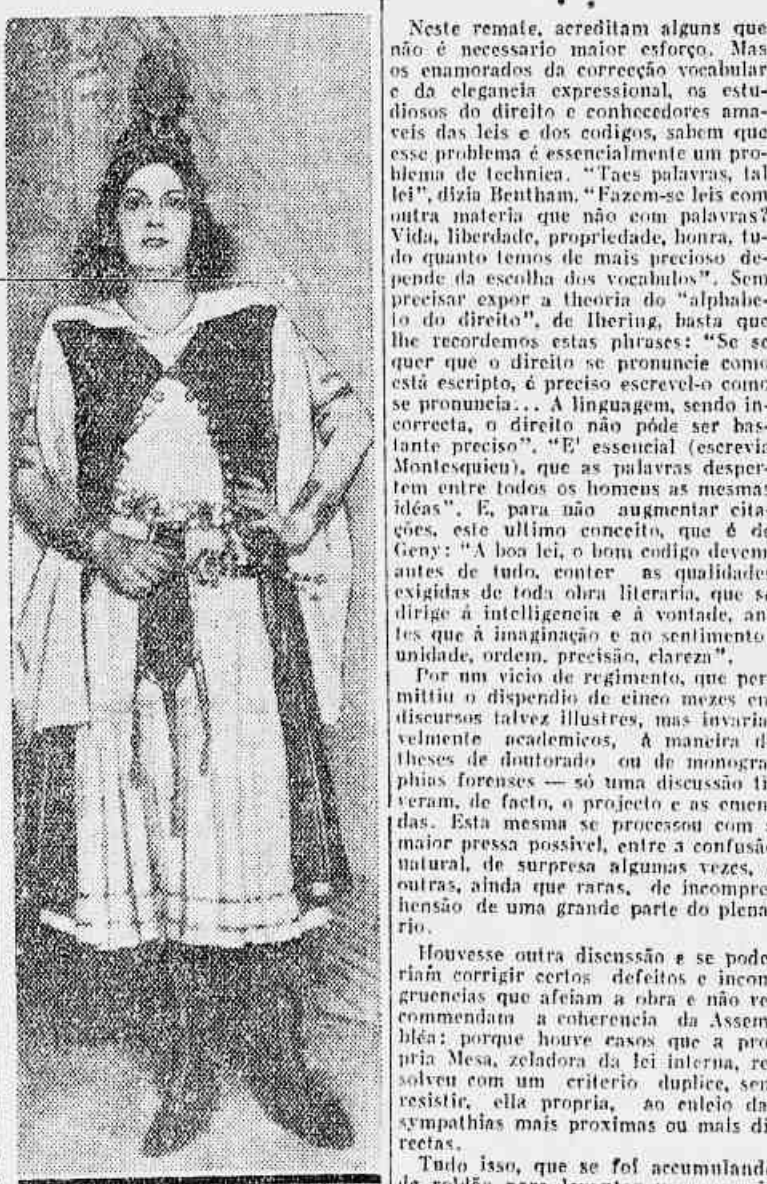 Neste remate, acreditam alguns que
não é necessario maior esforço. Mas
os enamorados da correcção vocabular
e da elegancia expressional, os estu-
diosos do direito e conhecedores ama-
veis das leis e dos codigos, sabem que
esse problema é essencialmente um pro-
blema de technica. "Taes palavras, tal
lei", dizia Bentham. "Fazem-se leis com
outra materia que não com palavras?
Vida, liberdade, propriedade, honra, tu-
do quanto temos de mais precioso de-
pende da escolha dos vocabulos". Sem
precisar expor a theoria do "alphabe-
to do direito", de Ihering, basta que
lhe recordemos estas phrases: "Se se
quer que o direito se pronuncie como
está escripto, é preciso escrevel-o como
se pronuncia... A linguagem, sendo in-
correcta, o direito não póde ser bas-
tante preciso". "E' essencial (escrevia
Montesquieu), que as palavras desper-
tem entre todos os homens as mesmas
idéas". E, para não augmentar cita-
ções, este ultimo conceito, que é de
Geny: "A boa lei, o bom codigo devem
antes de tudo, conter as qualidades
exigidas de toda obra literaria, que se
dirige á intelligencia e á vontade, an-
tes que á imaginação e ao sentimento
unidade, ordem, precisão, clareza".
Por um vicio de regimento, que per
mittiu o dispendio de cinco mezes em
discursos talvez illustres, mas invaria
velmente academicos, á maneira d
theses de doutorado ou de monogra
phias forenses — só uma discussão ti
veram, de facto, o projecto e as emen
das. Esta mesma se processou com
maior pressa possivel, entre a confusã
natural, de surpresa algumas vezes,
outras, ainda que raras, de incompre
hensão de uma grande parte do plena
rio.
Houvesse outra discussão e se pode
riam corrigir certos defeitos e incon
gruencias que afeiam a obra e não re
commendam a coherencia da Assem
bléa: porque houve casos que a pro
pria Mesa, zeladora da lei interna, re
solveu com um criterio duplice, sem
resistir, ella propria, ao enleio da
sympathias mais proximas ou mais di
rectas.
Tudo isso, que se foi accumuland